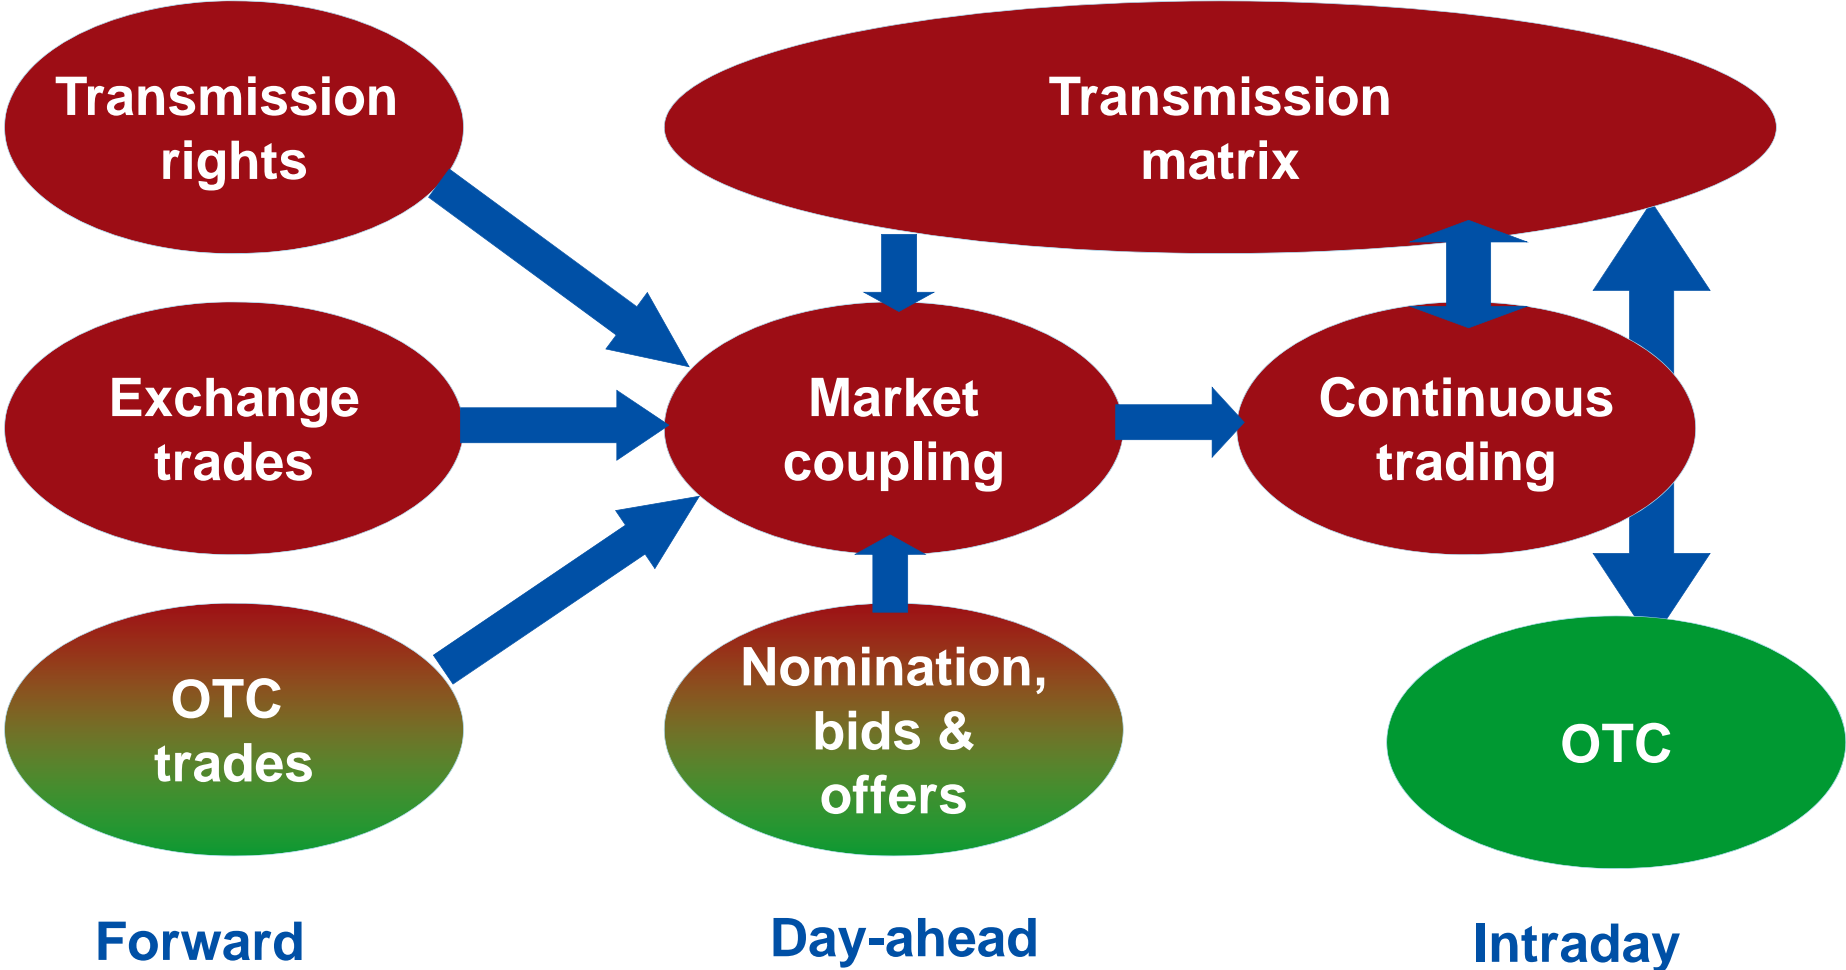 Transmission
rights
Transmission
matrix
Exchange
trades
Market
coupling
Continuous
trading
OTC
trades
Nomination,
bids &
offers
OTC
Forward
Day-ahead
Intraday